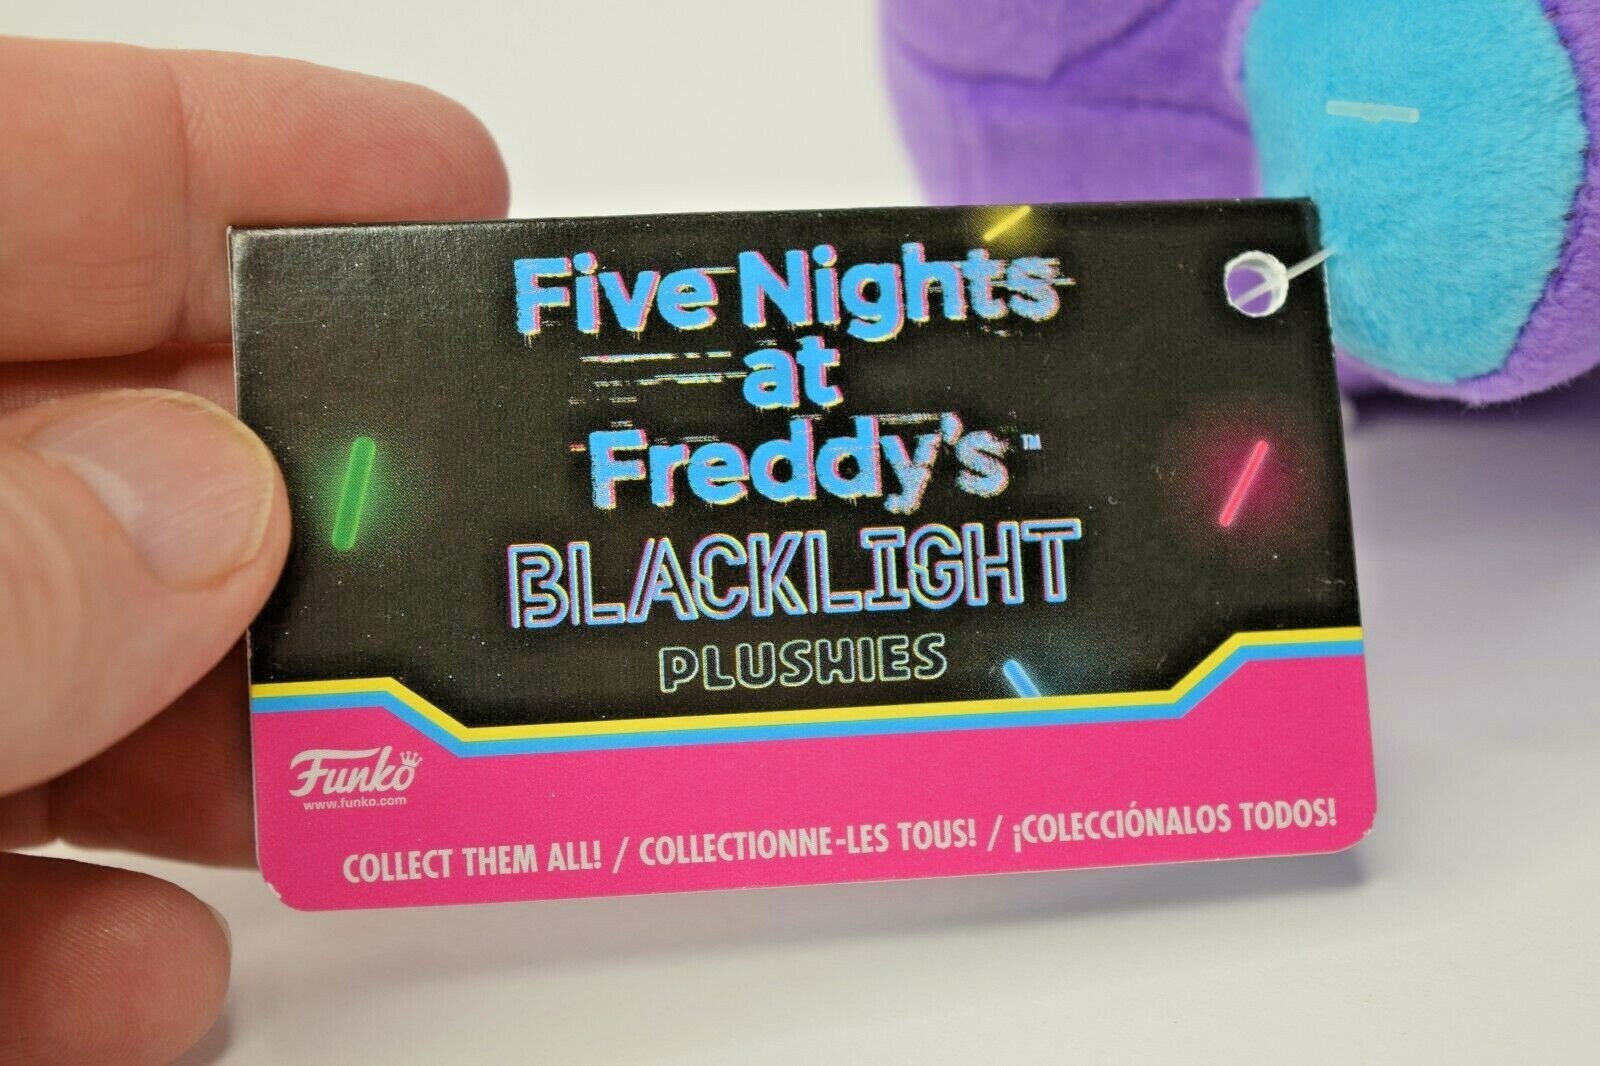 Five Nights
at
Freddy's™
BLACKLIGHT
PLUSHIES
Funko
www.funko.com
COLLECT THEM ALL! / COLLECTIONNE-LES TOUS! / ¡COLECCIÓNALOS TODOS!